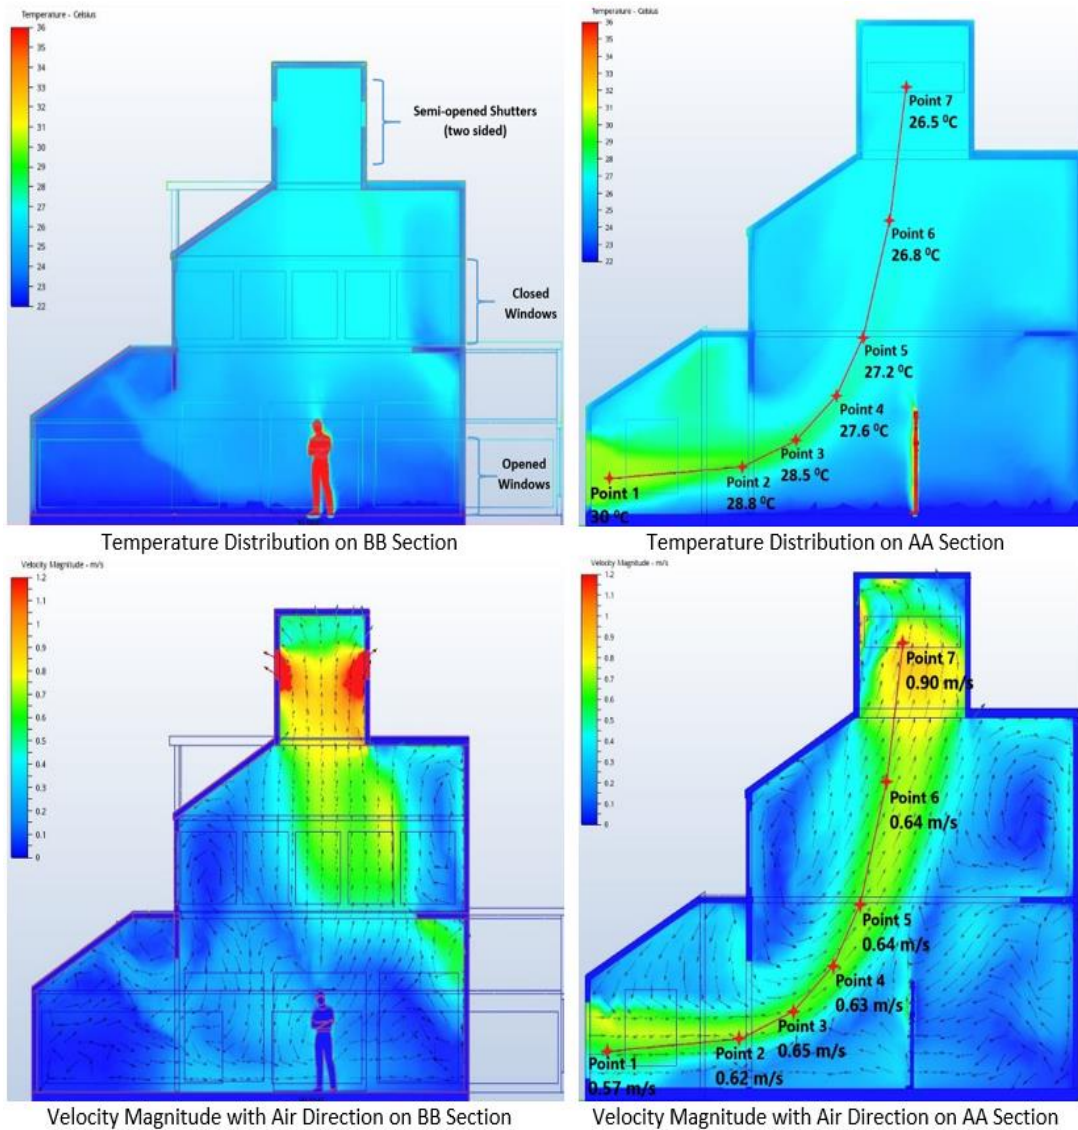 Temperature - Celsius
36
35
34
33
32
31
30
29
28
27
26
25
24
23
22
Semi-opened Shutters
(two sided)
Closed
Windows
Opened
Windows
Temperature Distribution on BB Section
Temperature - Celsius
36
35
34
33
32
31
30
29
28
27
26
25
24
23
22
Point 7
26.5 ⁰C
Point 6
26.8 ⁰C
Point 5
27.2 ⁰C
Point 4
27.6 ⁰C
Point 3
28.5 ⁰C
Point 2
28.8 ⁰C
Point 1
30 ⁰C
Temperature Distribution on AA Section
Velocity Magnitude - m/s
1.2
1.1
1
0.9
0.8
0.7
0.6
0.5
0.4
0.3
0.2
0.1
0
Velocity Magnitude with Air Direction on BB Section
Velocity Magnitude - m/s
1.2
1.1
1
0.9
0.8
0.7
0.6
0.5
0.4
0.3
0.2
0.1
0
Point 7
0.90 m/s
Point 6
0.64 m/s
Point 5
0.64 m/s
Point 4
0.63 m/s
Point 3
0.65 m/s
Point 2
0.62 m/s
Point 1
0.57 m/s
Velocity Magnitude with Air Direction on AA Section